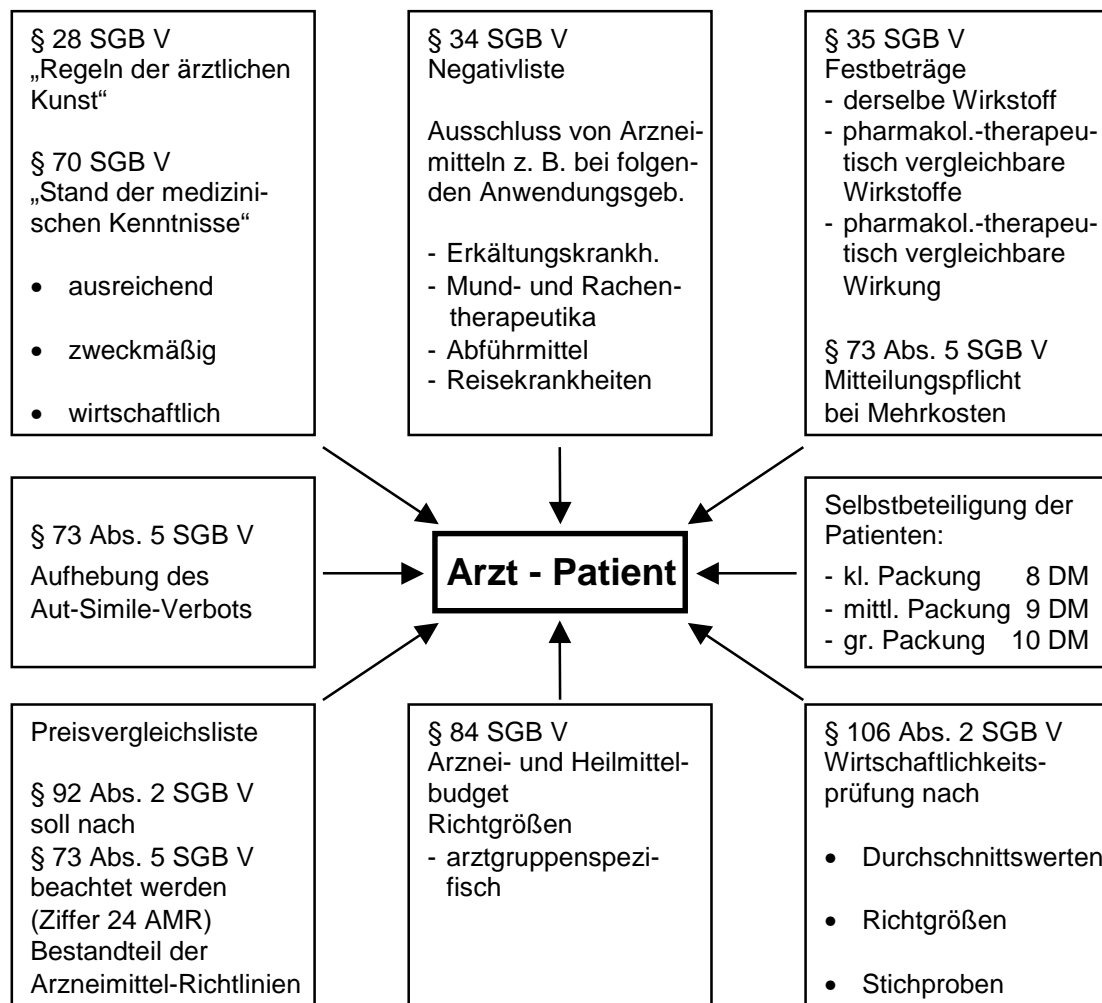 § 28 SGB V
„Regeln der ärztlichen
Kunst“
§ 70 SGB V
„Stand der medizini-
schen Kenntnisse“
• ausreichend
• zweckmäßig
• wirtschaftlich
§ 34 SGB V
Negativliste
Ausschluss von Arznei-
mitteln z. B. bei folgen-
den Anwendungsgeb.
- Erkältungskrankh.
- Mund- und Rachen-
therapeutika
- Abführmittel
- Reisekrankheiten
§ 35 SGB V
Festbeträge
- derselbe Wirkstoff
- pharmakol.-therapeu-
tisch vergleichbare
Wirkstoffe
- pharmakol.-therapeu-
tisch vergleichbare
Wirkung
§ 73 Abs. 5 SGB V
Mitteilungspflicht
bei Mehrkosten
§ 73 Abs. 5 SGB V
Aufhebung des
Aut-Simile-Verbots
Arzt - Patient
Selbstbeteiligung der
Patienten:
- kl. Packung 8 DM
- mittl. Packung 9 DM
- gr. Packung 10 DM
Preisvergleichsliste
§ 92 Abs. 2 SGB V
soll nach
§ 73 Abs. 5 SGB V
beachtet werden
(Ziffer 24 AMR)
Bestandteil der
Arzneimittel-Richtlinien
§ 84 SGB V
Arznei- und Heilmittel-
budget
Richtgrößen
- arztgruppenspezi-
fisch
§ 106 Abs. 2 SGB V
Wirtschaftlichkeits-
prüfung nach
• Durchschnittswerten
• Richtgrößen
• Stichproben